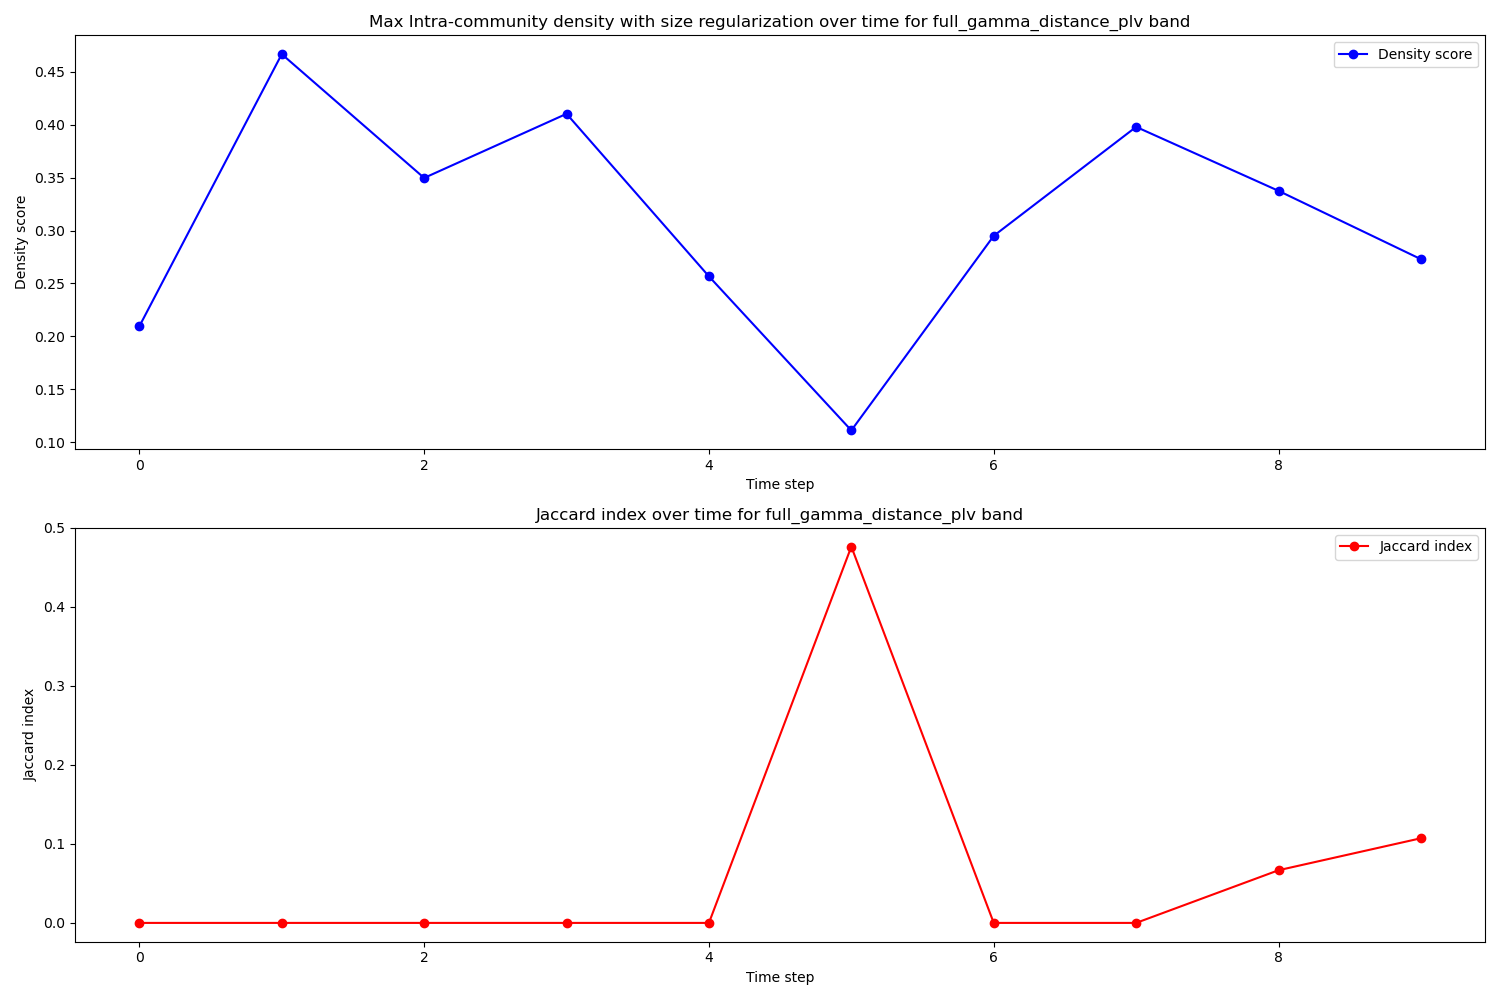 Max Intra-community density with size regularization over time for full_gamma_distance_plv band
Density score
0.45
0.40
0.35
0.30
0.25
0.20
0.15
0.10
Density score
0 2 4 6 8
Time step
Jaccard index over time for full_gamma_distance_plv band
Jaccard index
0.5
0.4
0.3
0.2
0.1
0.0
Jaccard index
0 2 4 6 8
Time step